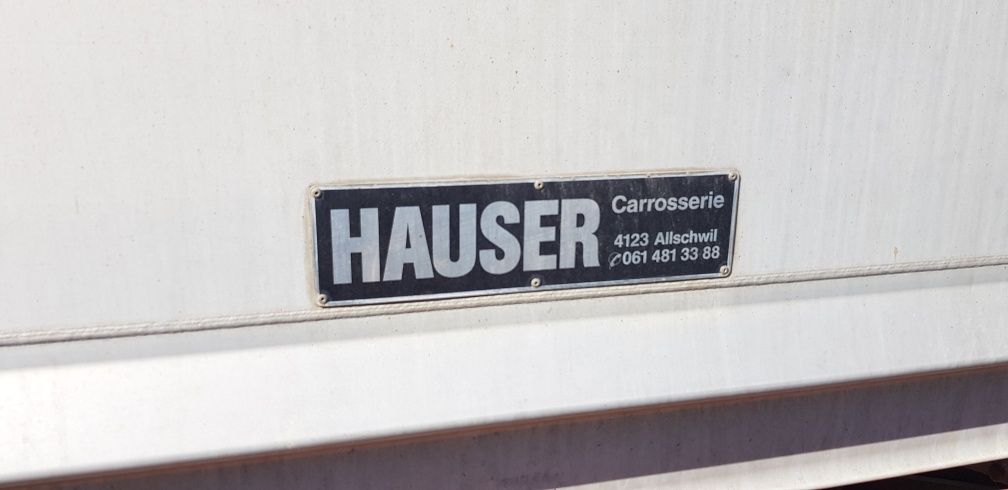 HAUSER
Carrosserie
4123 Allschwil
✆061 481 33 88